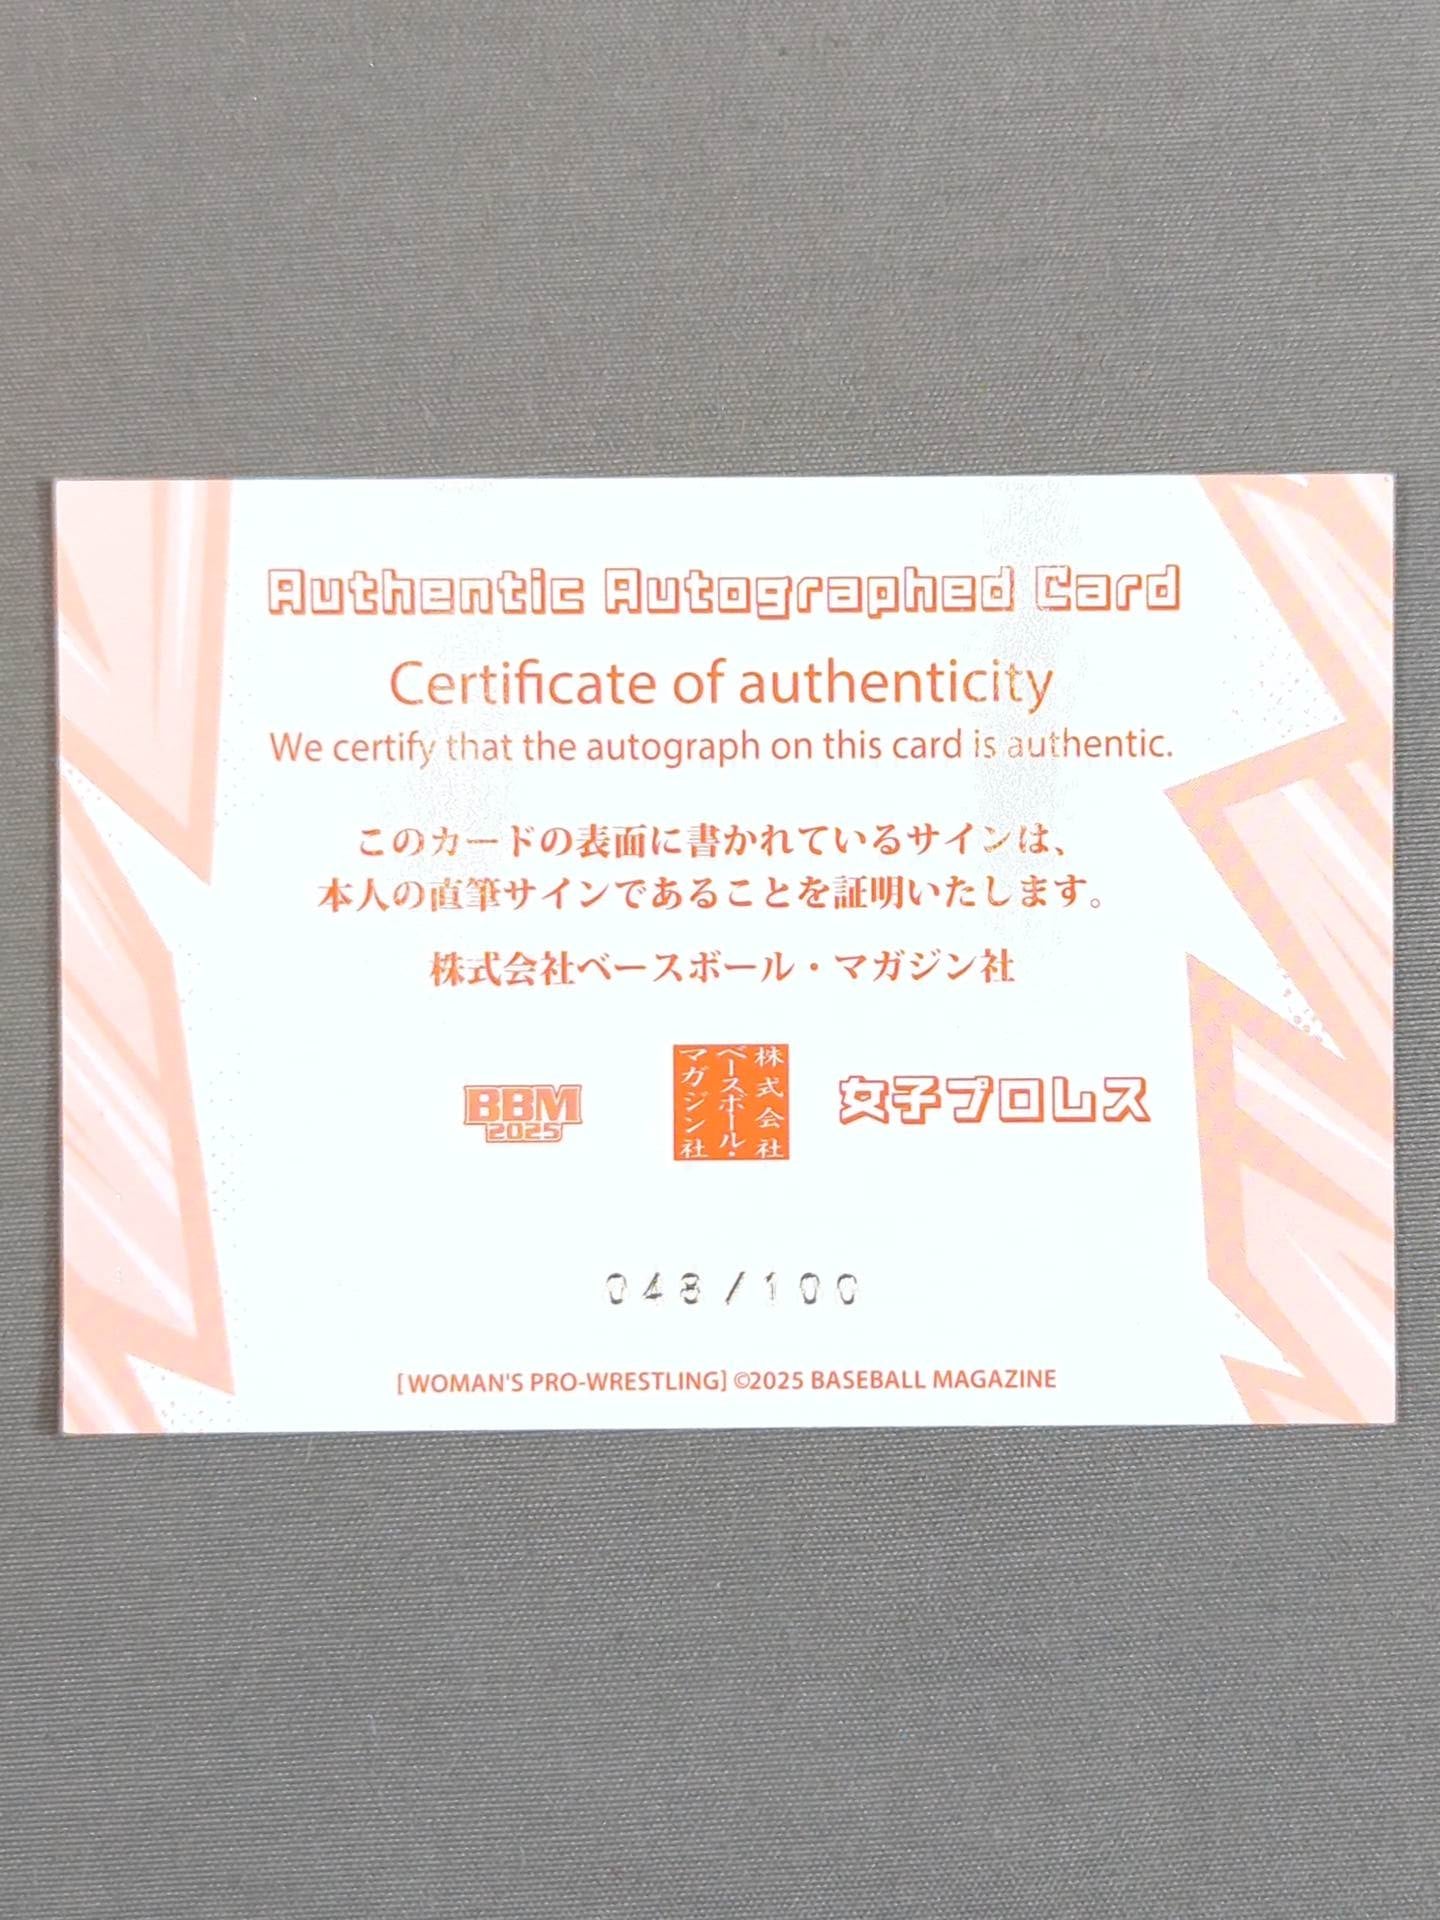 Authentic Autographed Card
Certificate of authenticity
We certify that the autograph on this card is authentic.
このカードの表面に書かれているサインは、
本人の直筆サインであることを証明いたします。
株式会社ベースボール・マガジン社
BBM
2025
株式会社
ベースボール・
マガジン社
女子プロレス
048/100
[WOMAN'S PRO-WRESTLING] ©2025 BASEBALL MAGAZINE